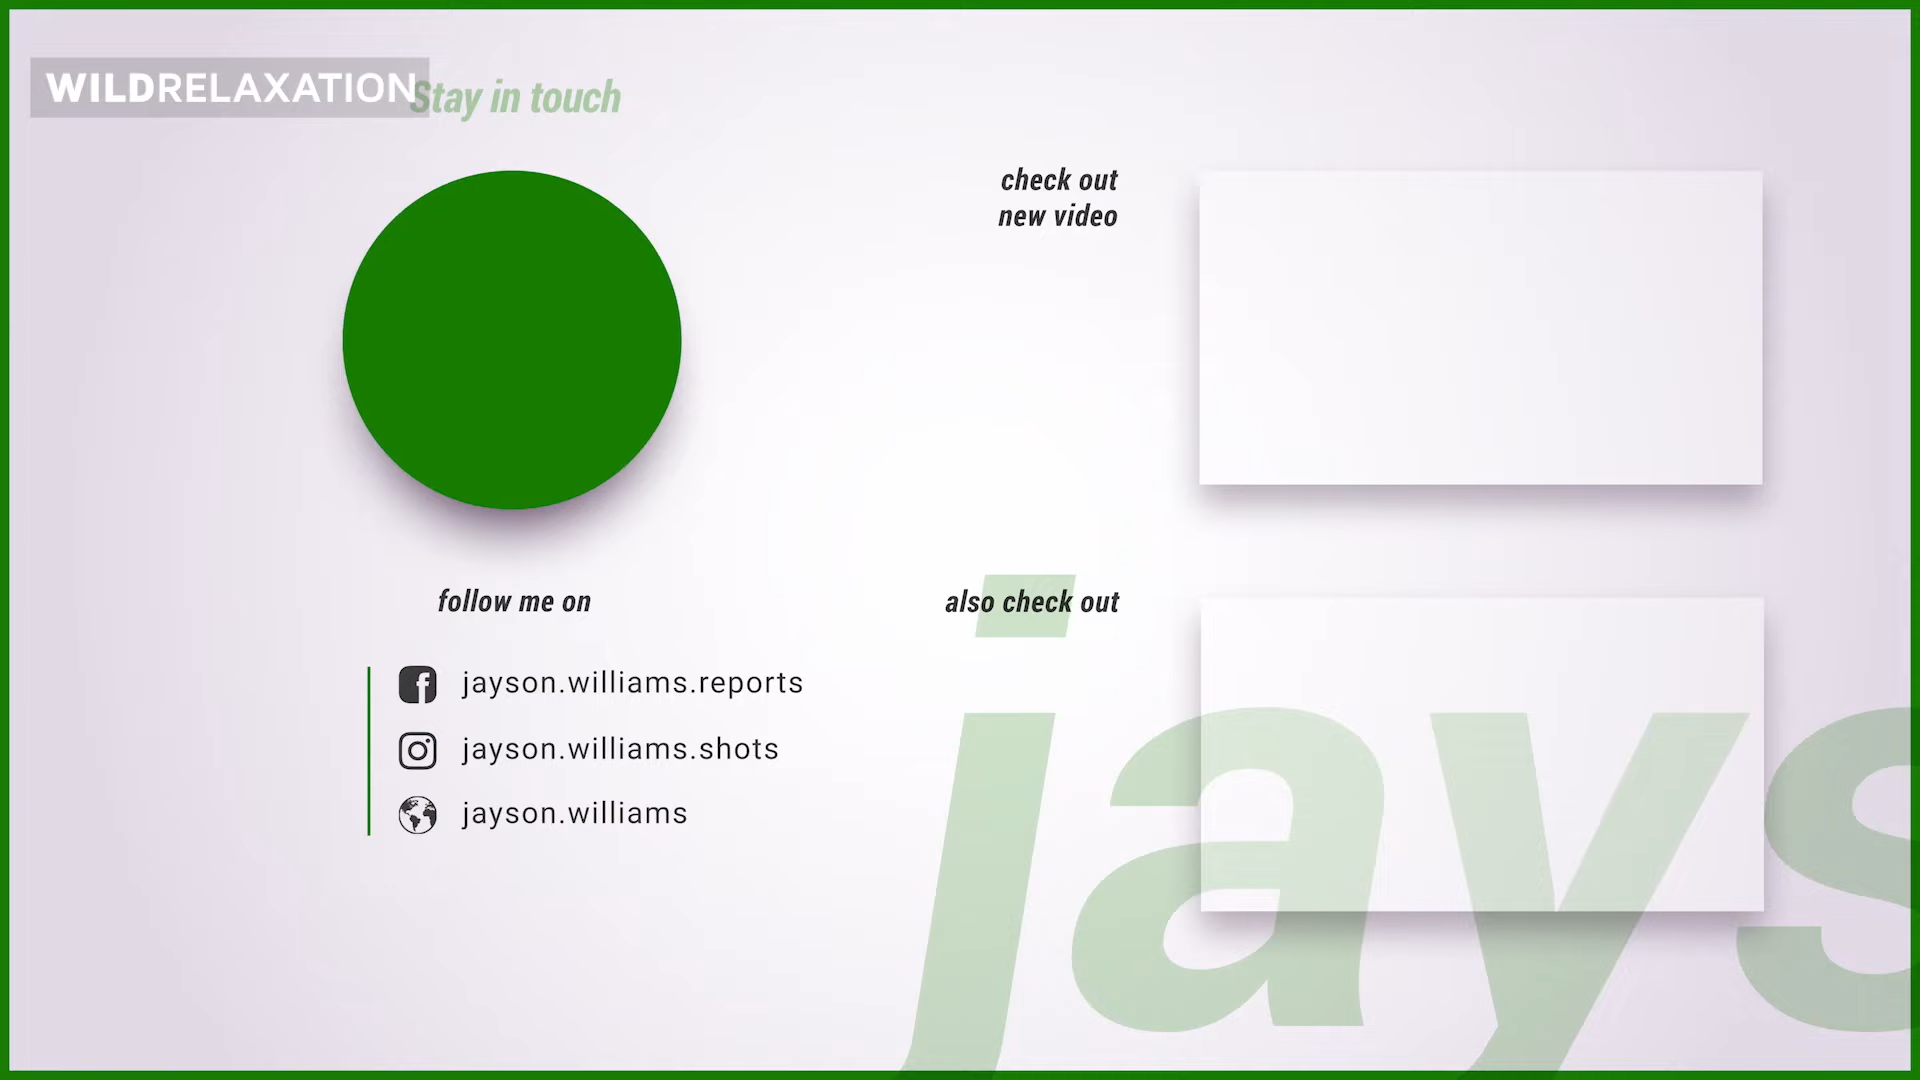 WILDRELAXATION
Stay in touch
check out
new video
follow me on
also check out
jayson.williams.reports
jayson.williams.shots
jayson.williams
jays